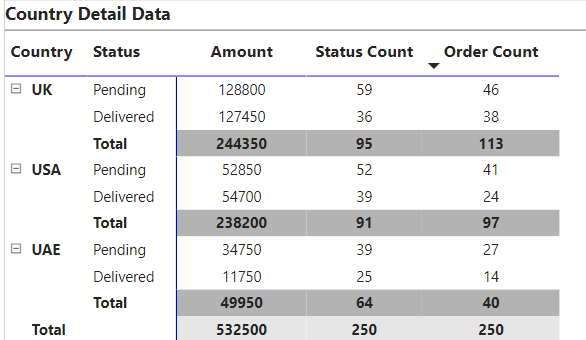 Country Detail Data
Country Status Amount Status Count Order Count
UK Pending 128800 59 46
Delivered 127450 36 38
Total 244350 95 113
USA Pending 52850 52 41
Delivered 54700 39 24
Total 238200 91 97
UAE Pending 34750 39 27
Delivered 11750 25 14
Total 49950 64 40
Total 532500 250 250